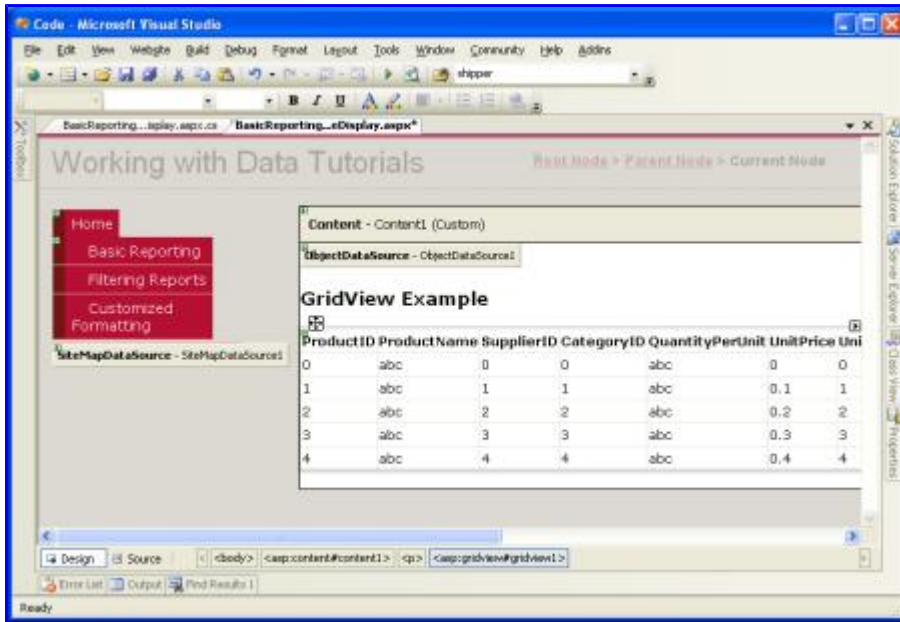 Code - Microsoft Visual Studio
File Edit View Website Build Debug Format Layout Tools Window Community Help Addins
shipper
B I U A
BasicReporting...isplay.aspx.cs BasicReporting...eDisplay.aspx*
Toolbox
Working with Data Tutorials
Root Node > Parent Node > Current Node
Home
Basic Reporting
Filtering Reports
Customized
Formatting
SiteMapDataSource - SiteMapDataSource1
Content - Content1 (Custom)
ObjectDataSource - ObjectDataSource1
GridView Example
ProductID ProductName SupplierID CategoryID QuantityPerUnit UnitPrice Uni
0 abc 0 0 abc 0 0
1 abc 1 1 abc 0.1 1
2 abc 2 2 abc 0.2 2
3 abc 3 3 abc 0.3 3
4 abc 4 4 abc 0.4 4
Solution Explorer
Server Explorer
Class View
Properties
Design Source <body> <asp:content#content1> <p> <asp:gridview#gridview1>
Error List Output Find Results 1
Ready